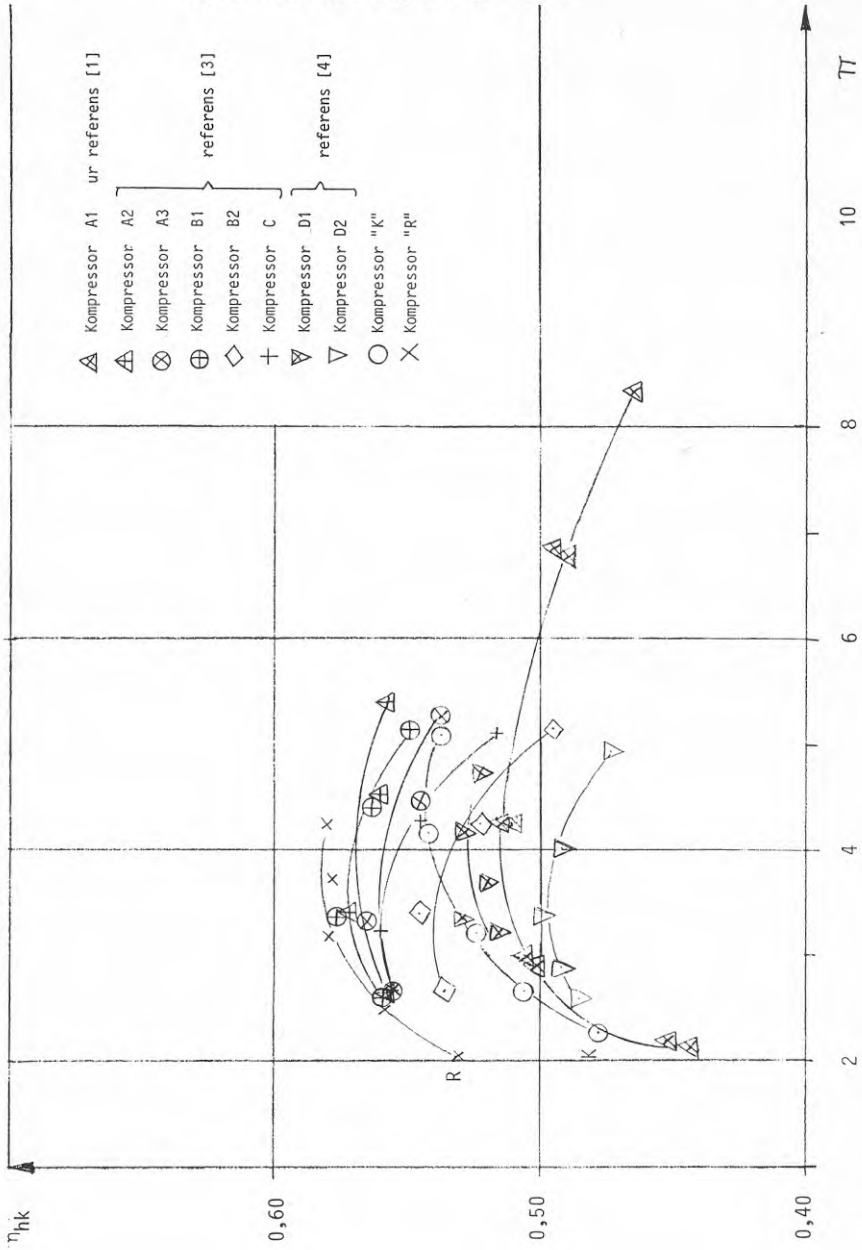 ηhk
0,60
0,50
0,40
2
4
6
8
10
π
R
K
Kompressor A1 ur referens [1]
Kompressor A2
Kompressor A3
Kompressor B1
Kompressor B2
Kompressor C
referens [3]
Kompressor D1
Kompressor D2
referens [4]
Kompressor "K"
Kompressor "R"